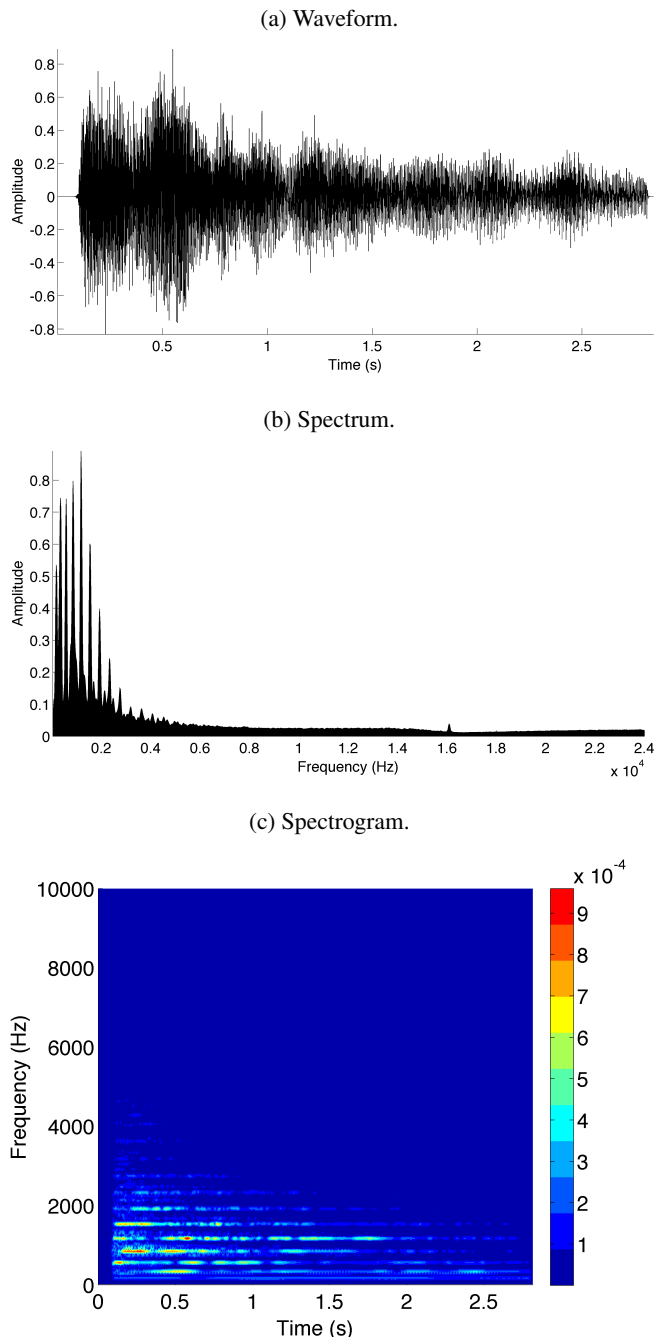 (a) Waveform.
0.8
0.6
0.4
0.2
0
-0.2
-0.4
-0.6
-0.8
Amplitude
0.5 1 1.5 2 2.5
Time (s)
(b) Spectrum.
0.8
0.7
0.6
0.5
0.4
0.3
0.2
0.1
0
Amplitude
0.2 0.4 0.6 0.8 1 1.2 1.4 1.6 1.8 2 2.2 2.4
Frequency (Hz)
x 10^4
(c) Spectrogram.
x 10^-4
10000
8000
6000
4000
2000
0
Frequency (Hz)
0 0.5 1 1.5 2 2.5
Time (s)
9
8
7
6
5
4
3
2
1